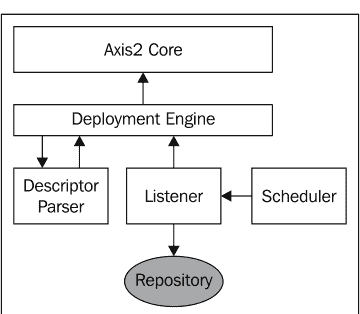 Axis2 Core
Deployment Engine
Descriptor
Parser
Listener
Scheduler
Repository